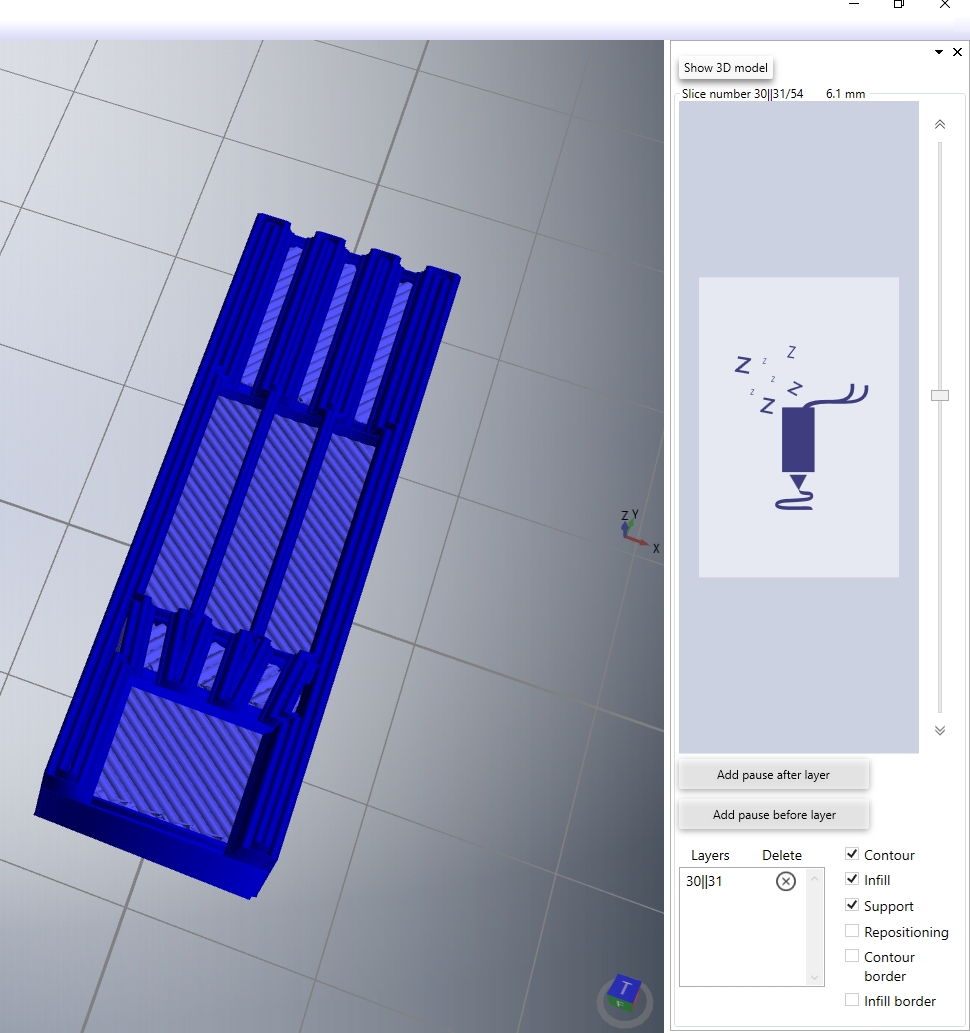 Show 3D model
Slice number 30||31/54 6.1 mm
Z
z
Z
z
z
Z
Z
Z Y
X
Add pause after layer
Add pause before layer
Layers Delete
30||31
Contour
Infill
Support
Repositioning
Contour
border
Infill border
T
F